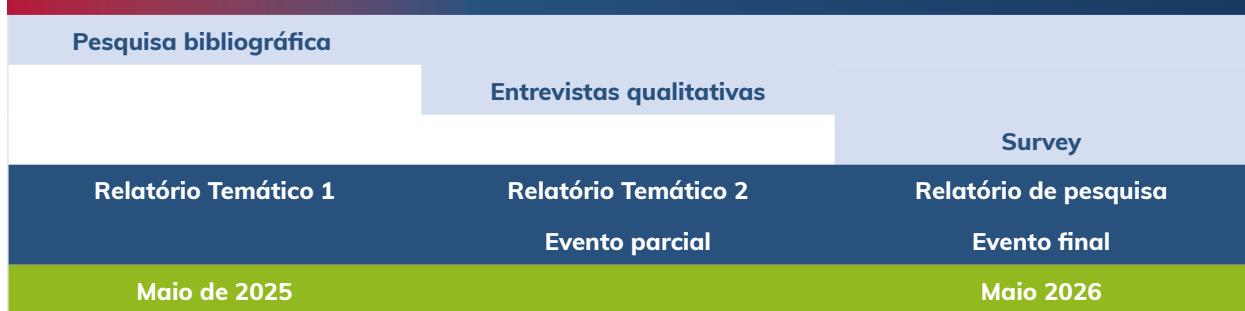 Pesquisa bibliográfica
Entrevistas qualitativas
Survey
Relatório Temático 1 Relatório Temático 2 Relatório de pesquisa
Evento parcial Evento final
Maio de 2025 Maio 2026